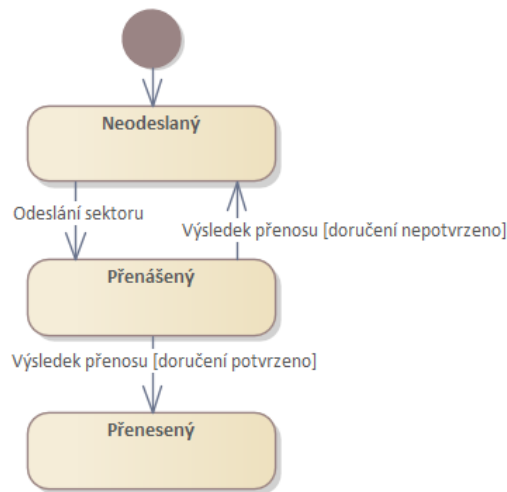 Neodeslaný
Odeslání sektoru
Výsledek přenosu [doručení nepotvrzeno]
Přenášený
Výsledek přenosu [doručení potvrzeno]
Přenesený